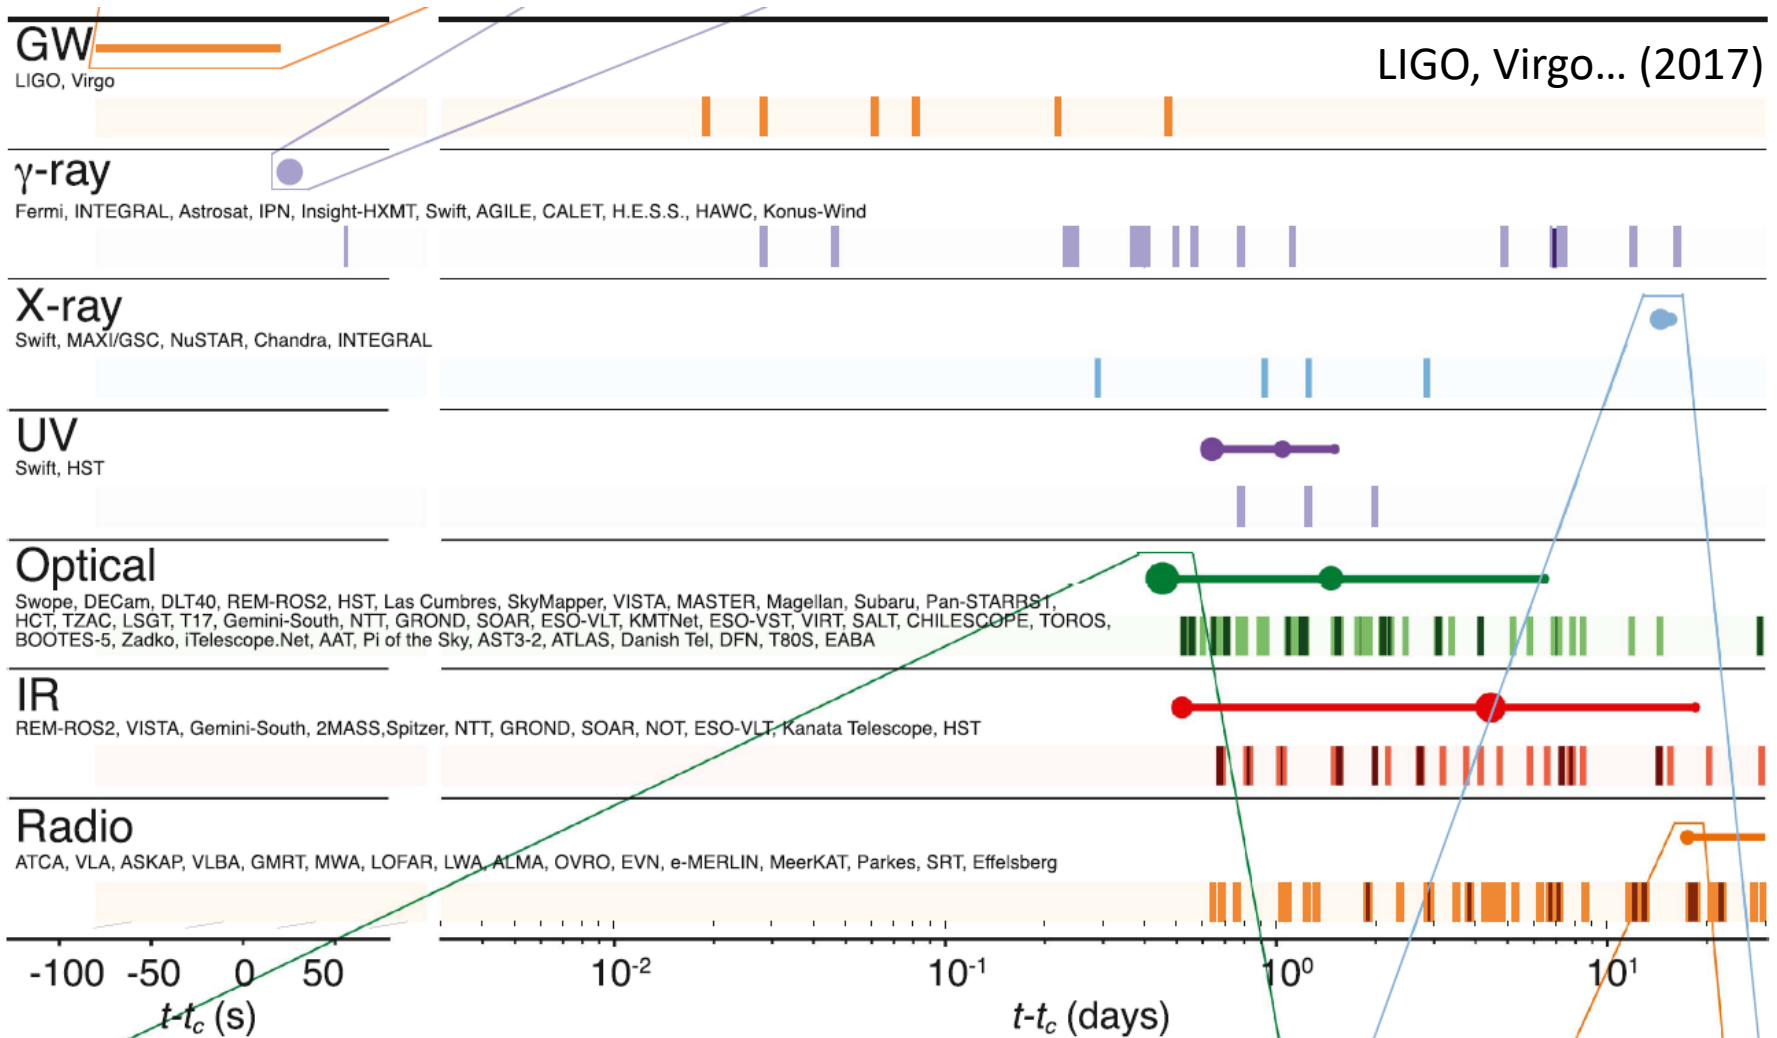 GW
LIGO, Virgo
LIGO, Virgo... (2017)
γ-ray
Fermi, INTEGRAL, Astrosat, IPN, Insight-HXMT, Swift, AGILE, CALET, H.E.S.S., HAWC, Konus-Wind
X-ray
Swift, MAXI/GSC, NuSTAR, Chandra, INTEGRAL
UV
Swift, HST
Optical
Swope, DECam, DLT40, REM-ROS2, HST, Las Cumbres, SkyMapper, VISTA, MASTER, Magellan, Subaru, Pan-STARRS1,
HCT, TZAC, LSGT, T17, Gemini-South, NTT, GROND, SOAR, ESO-VLT, KMTNet, ESO-VST, VIRT, SALT, CHILESCOPE, TOROS,
BOOTES-5, Zadko, iTelescope.Net, AAT, Pi of the Sky, AST3-2, ATLAS, Danish Tel, DFN, T80S, EABA
IR
REM-ROS2, VISTA, Gemini-South, 2MASS,Spitzer, NTT, GROND, SOAR, NOT, ESO-VLT, Kanata Telescope, HST
Radio
ATCA, VLA, ASKAP, VLBA, GMRT, MWA, LOFAR, LWA, ALMA, OVRO, EVN, e-MERLIN, MeerKAT, Parkes, SRT, Effelsberg
-100 -50 0 50 10⁻² 10⁻¹ 10⁰ 10¹
t-t_c (s) t-t_c (days)